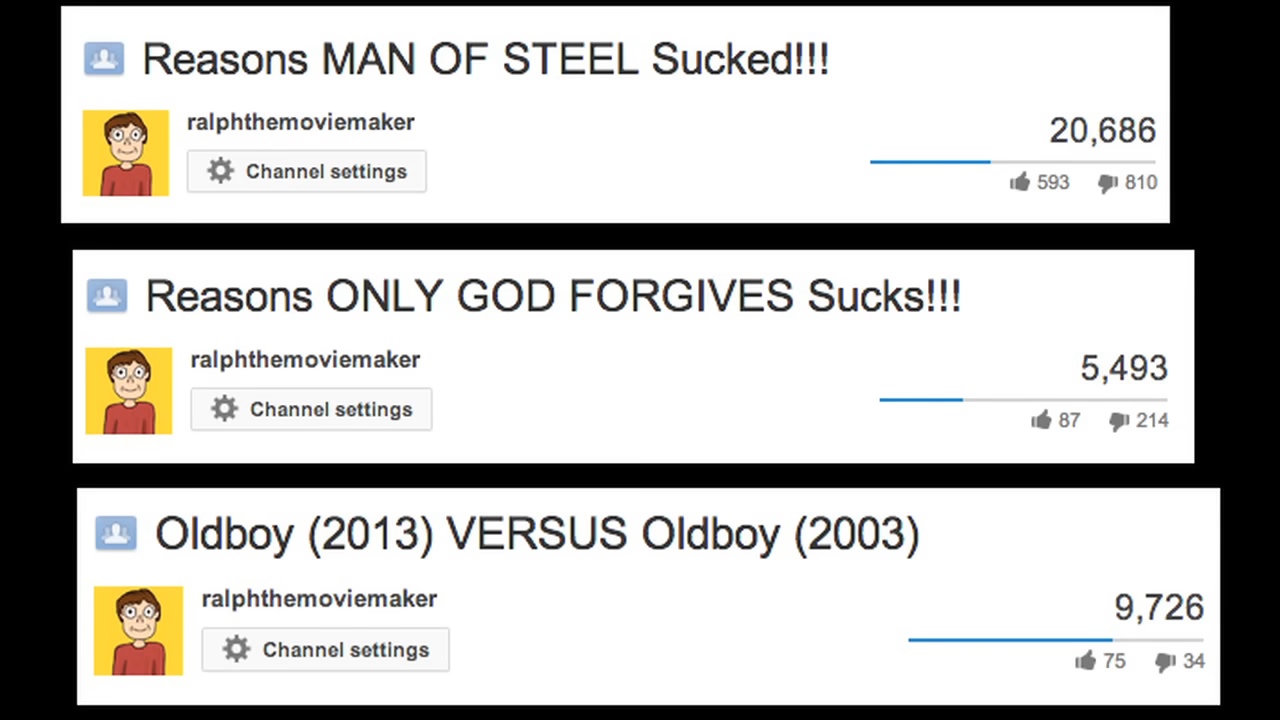 Reasons MAN OF STEEL Sucked!!!
ralphthemoviemaker
Channel settings
20,686
593 810
Reasons ONLY GOD FORGIVES Sucks!!!
ralphthemoviemaker
Channel settings
5,493
87 214
Oldboy (2013) VERSUS Oldboy (2003)
ralphthemoviemaker
Channel settings
9,726
75 34